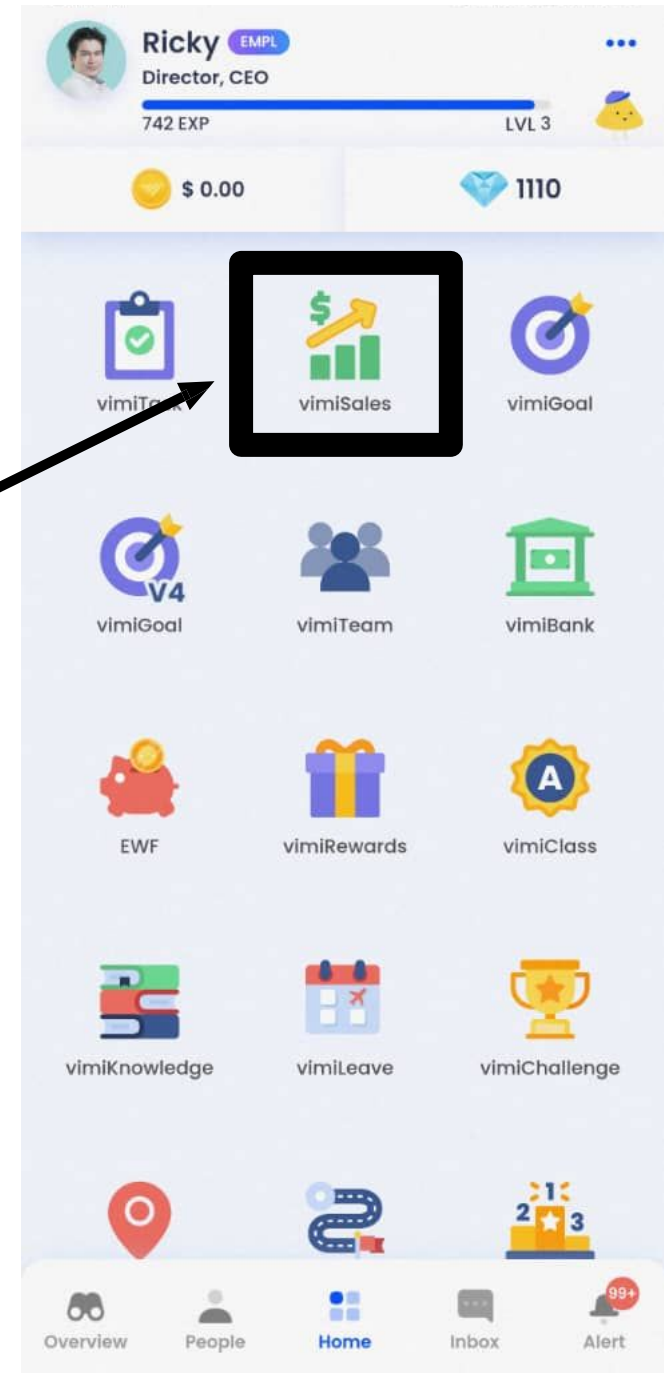 Ricky EMPL
Director, CEO
742 EXP LVL 3
$ 0.00 1110
$
vimiTask vimiSales vimiGoal
V4
vimiGoal vimiTeam vimiBank
A
EWF vimiRewards vimiClass
vimiKnowledge vimiLeave vimiChallenge
1
2 3
99+
Overview People Home Inbox Alert